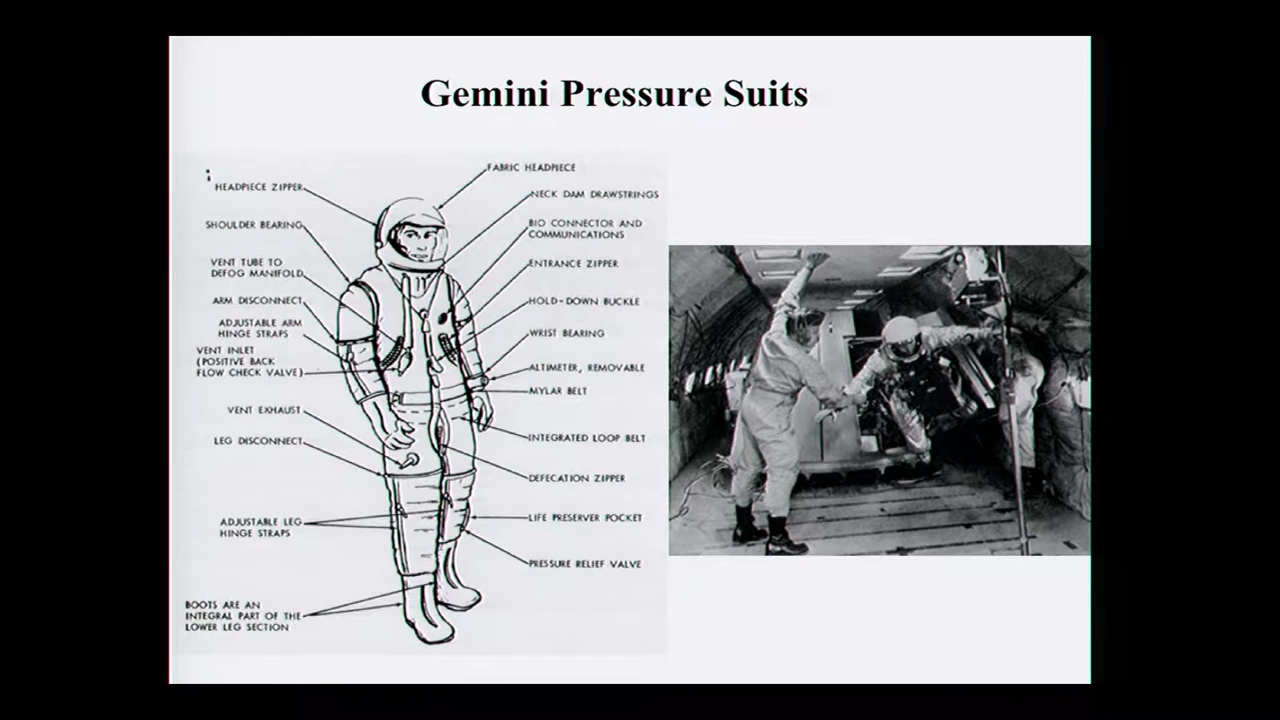 Gemini Pressure Suits
FABRIC HEADPIECE
HEADPIECE ZIPPER
NECK DAM DRAWSTRINGS
SHOULDER BEARING
BIO CONNECTOR AND
COMMUNICATIONS
VENT TUBE TO
DEFOG MANIFOLD
ENTRANCE ZIPPER
ARM DISCONNECT
HOLD-DOWN BUCKLE
ADJUSTABLE ARM
HINGE STRAPS
WRIST BEARING
VENT INLET
(POSITIVE BACK
FLOW CHECK VALVE)
ALTIMETER, REMOVABLE
MYLAR BELT
VENT EXHAUST
LEG DISCONNECT
INTEGRATED LOOP BELT
DEFECATION ZIPPER
ADJUSTABLE LEG
HINGE STRAPS
LIFE PRESERVER POCKET
PRESSURE RELIEF VALVE
BOOTS ARE AN
INTEGRAL PART OF THE
LOWER LEG SECTION